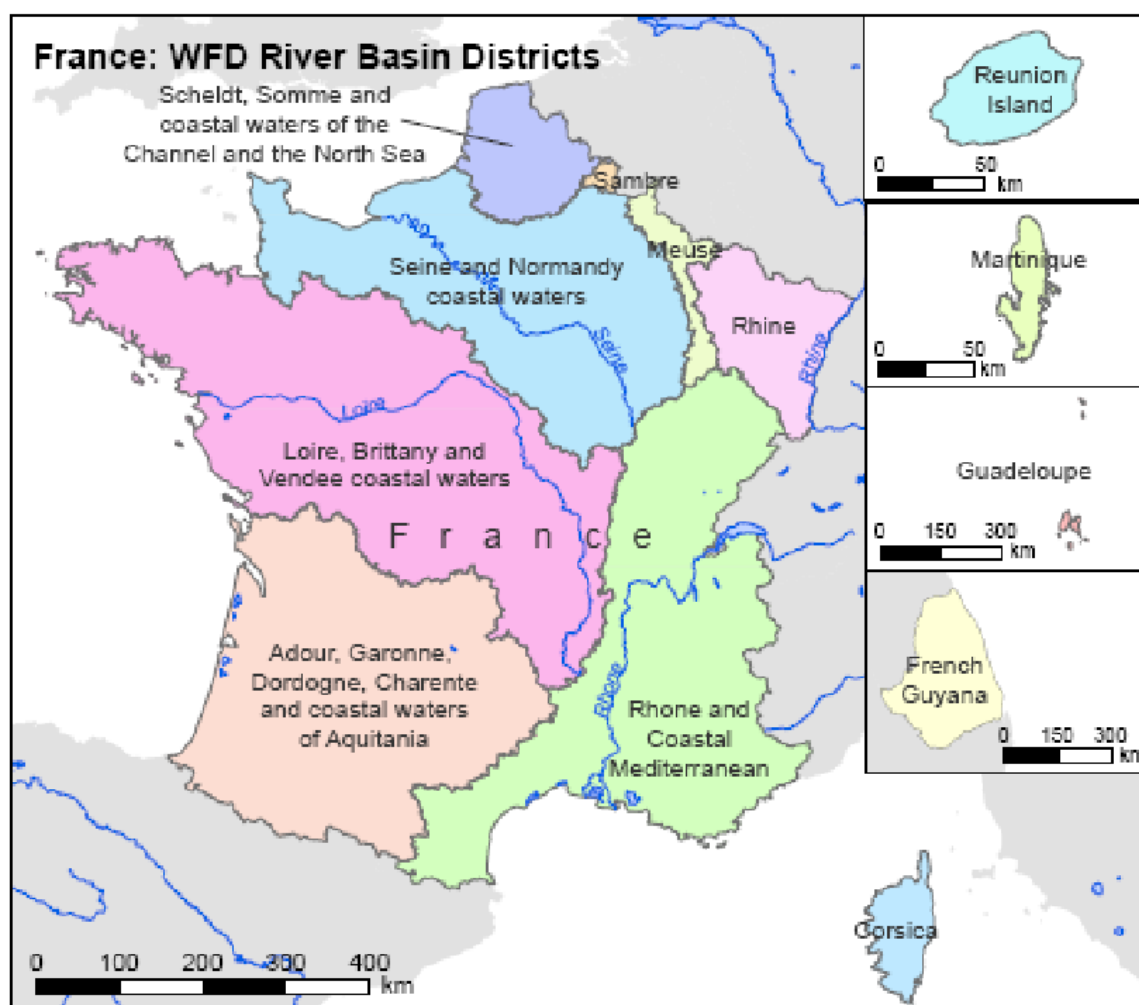 France: WFD River Basin Districts
Scheldt, Somme and
coastal waters of the
Channel and the North Sea
Sambre
Meuse
Seine and Normandy
coastal waters
Seine
Rhine
Rhine
Loire
Loire, Brittany and
Vendee coastal waters
France
Adour, Garonne,
Dordogne, Charente
and coastal waters
of Aquitania
Rhone
Rhone and
Coastal
Mediterranean
Corsica
0 100 200 300 400
km
Reunion
Island
0 50
km
Martinique
0 50
km
Guadeloupe
0 150 300
km
French
Guyana
0 150 300
km